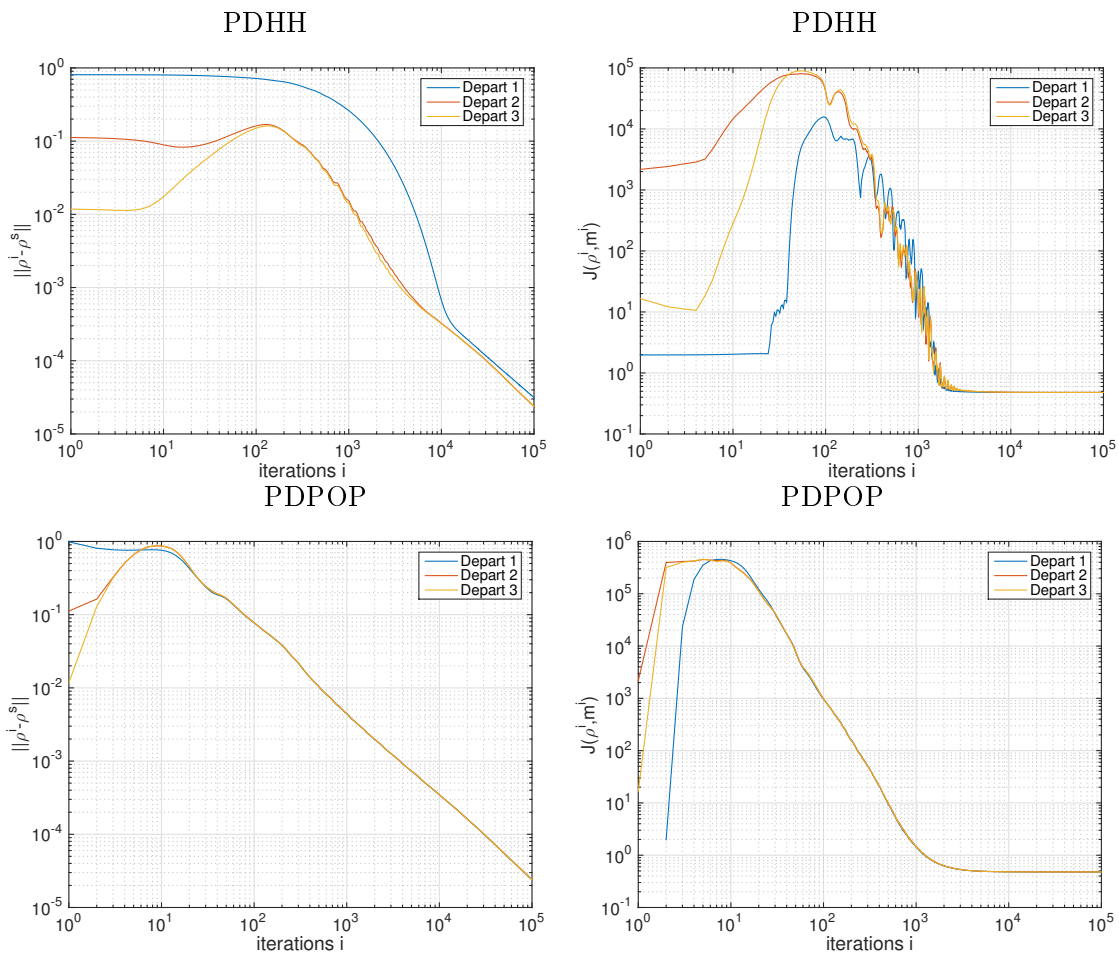 PDHH
10^0
10^-1
10^-2
10^-3
10^-4
10^-5
||ρ^i-ρ^s||
Depart 1
Depart 2
Depart 3
10^0 10^1 10^2 10^3 10^4 10^5
iterations i
PDHH
10^5
10^4
10^3
10^2
10^1
10^0
10^-1
J(ρ^i,m^i)
Depart 1
Depart 2
Depart 3
10^0 10^1 10^2 10^3 10^4 10^5
iterations i
PDPOP
10^0
10^-1
10^-2
10^-3
10^-4
10^-5
||ρ^i-ρ^s||
Depart 1
Depart 2
Depart 3
10^0 10^1 10^2 10^3 10^4 10^5
iterations i
PDPOP
10^6
10^5
10^4
10^3
10^2
10^1
10^0
10^-1
J(ρ^i,m^i)
Depart 1
Depart 2
Depart 3
10^0 10^1 10^2 10^3 10^4 10^5
iterations i